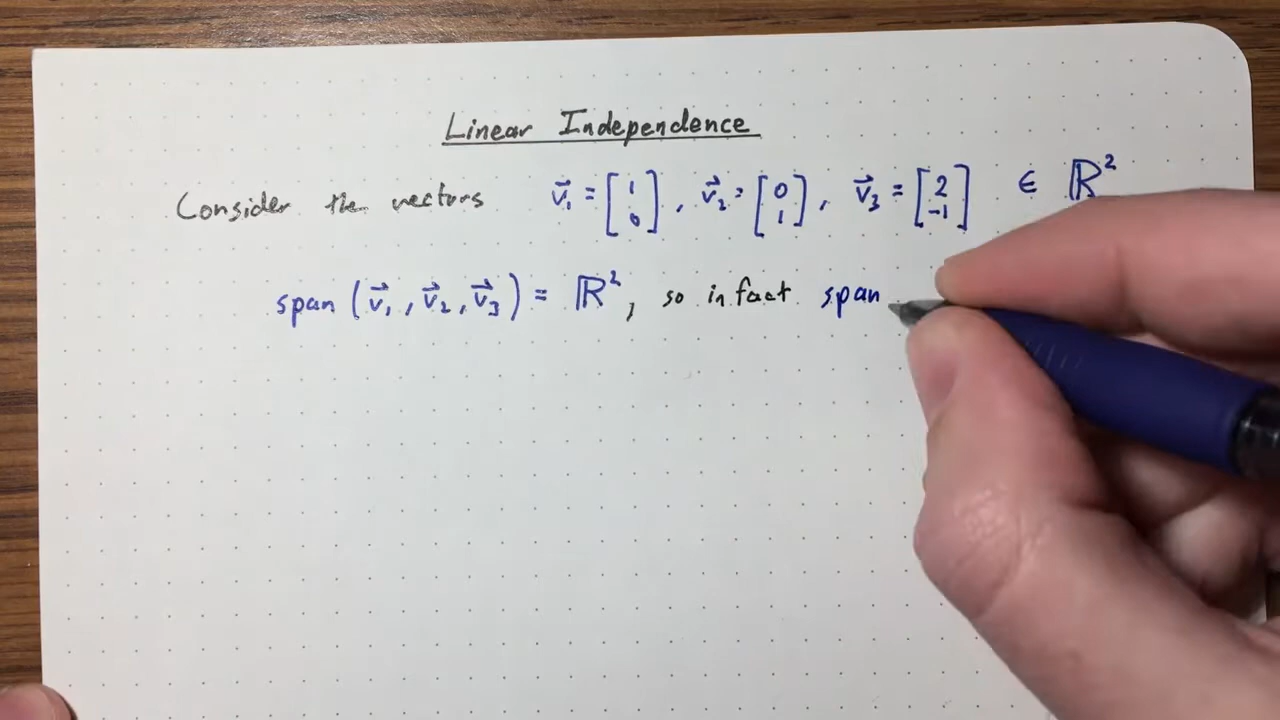 Linear Independence
Consider the vectors v⃗₁ = [1 0], v⃗₂ = [0 1], v⃗₃ = [2 -1] ∈ ℝ²
span (v⃗₁, v⃗₂, v⃗₃) = ℝ², so in fact span